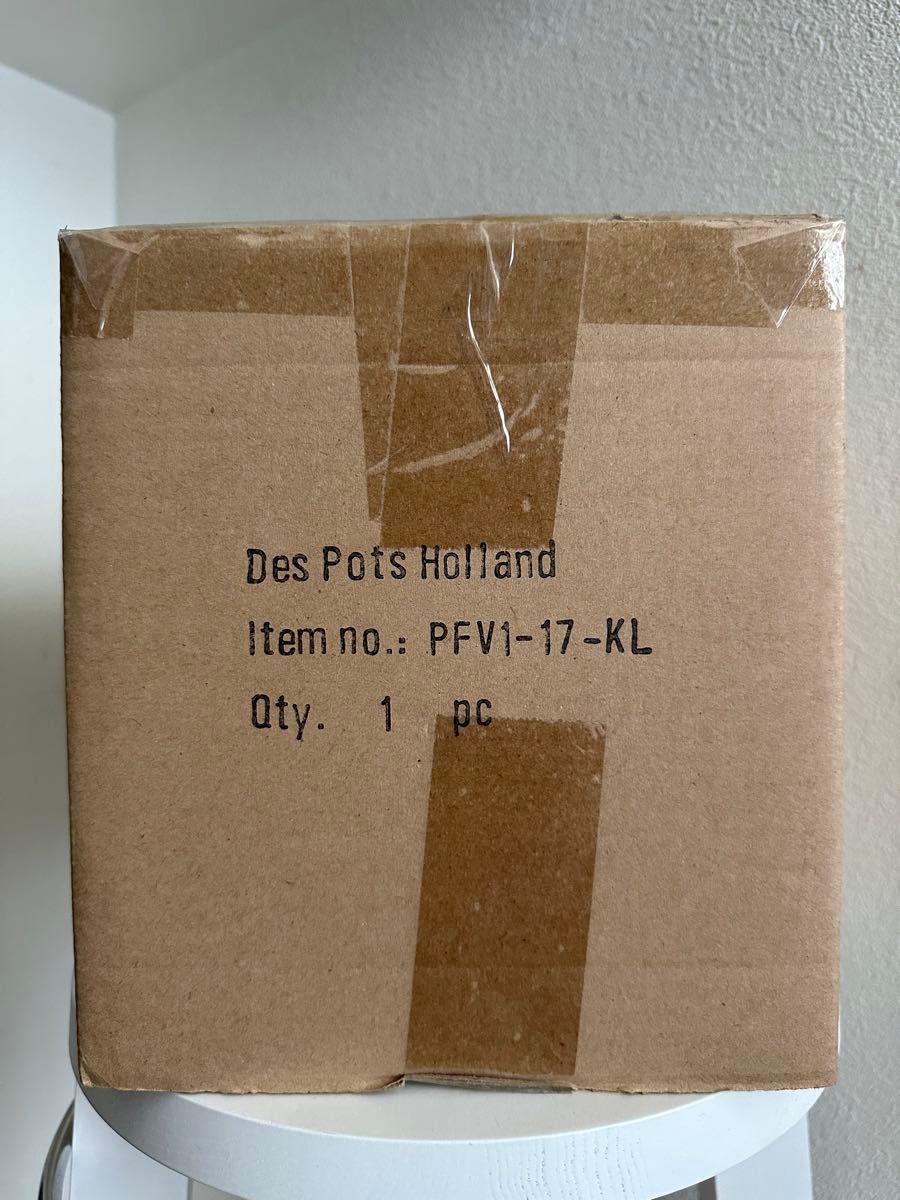 Des Pots Holland
Item no.: PFV1-17-KL
Qty. 1 pc